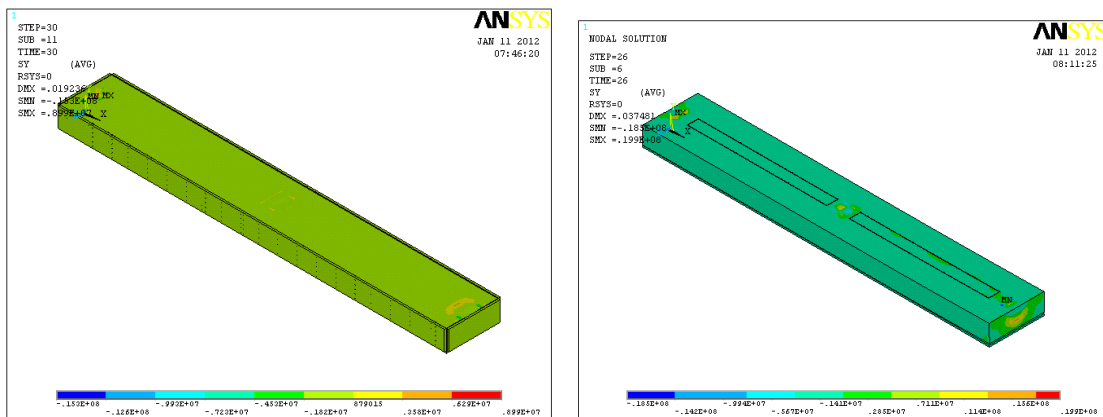 1
ANSYS
STEP=30
SUB =11
TIME=30
SY (AVG)
RSYS=0
DMX=.019236
SMN=-.153E+08
SMX=.899E+07
JAN 11 2012
07:46:20
MN MX
X
-.153E+08 -.992E+07 -.453E+07 879015 .629E+07
-.126E+08 -.723E+07 -.182E+07 .358E+07 .899E+07
1
ANSYS
NODAL SOLUTION
STEP=26
SUB =6
TIME=26
SY (AVG)
RSYS=0
DMX=.037481
SMN=-.185E+08
SMX=.199E+08
JAN 11 2012
08:11:25
MX
X
MN
-.185E+08 -.994E+07 -.141E+07 .711E+07 .156E+08
-.142E+08 -.567E+07 .285E+07 .114E+08 .199E+08